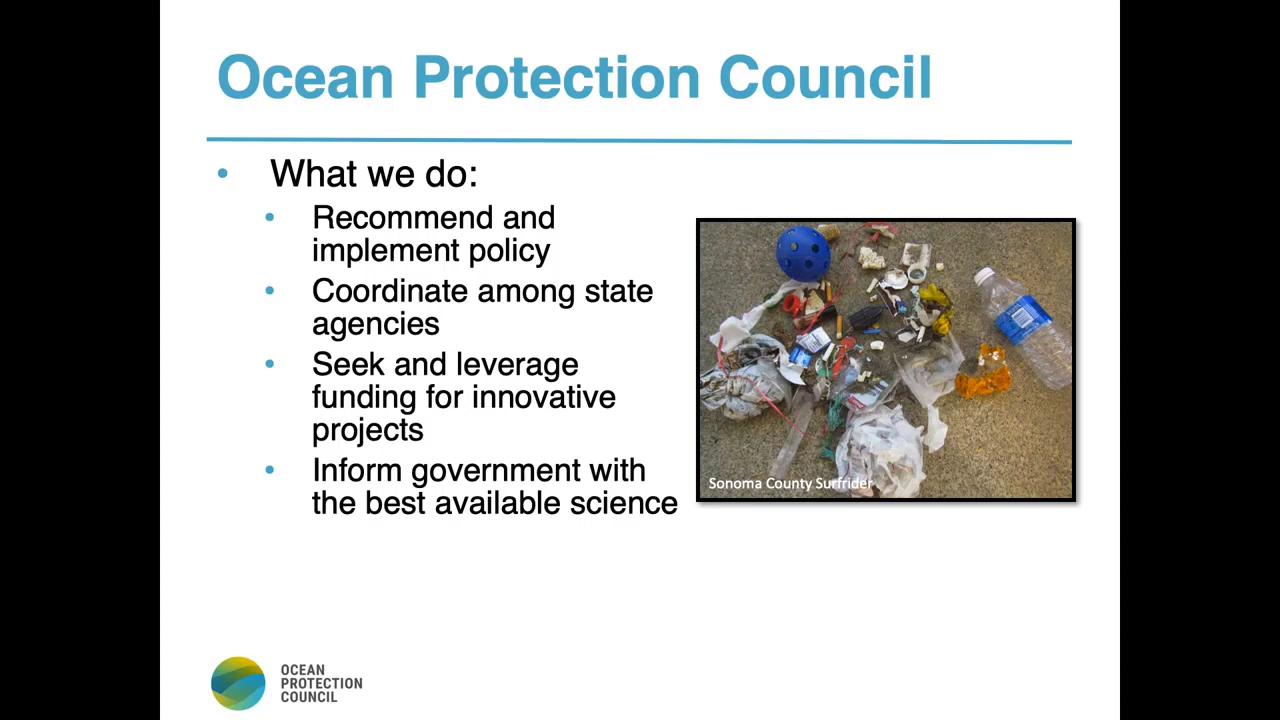 Ocean Protection Council
• What we do:
• Recommend and
implement policy
• Coordinate among state
agencies
• Seek and leverage
funding for innovative
projects
• Inform government with
the best available science
Sonoma County Surfrider
OCEAN
PROTECTION
COUNCIL